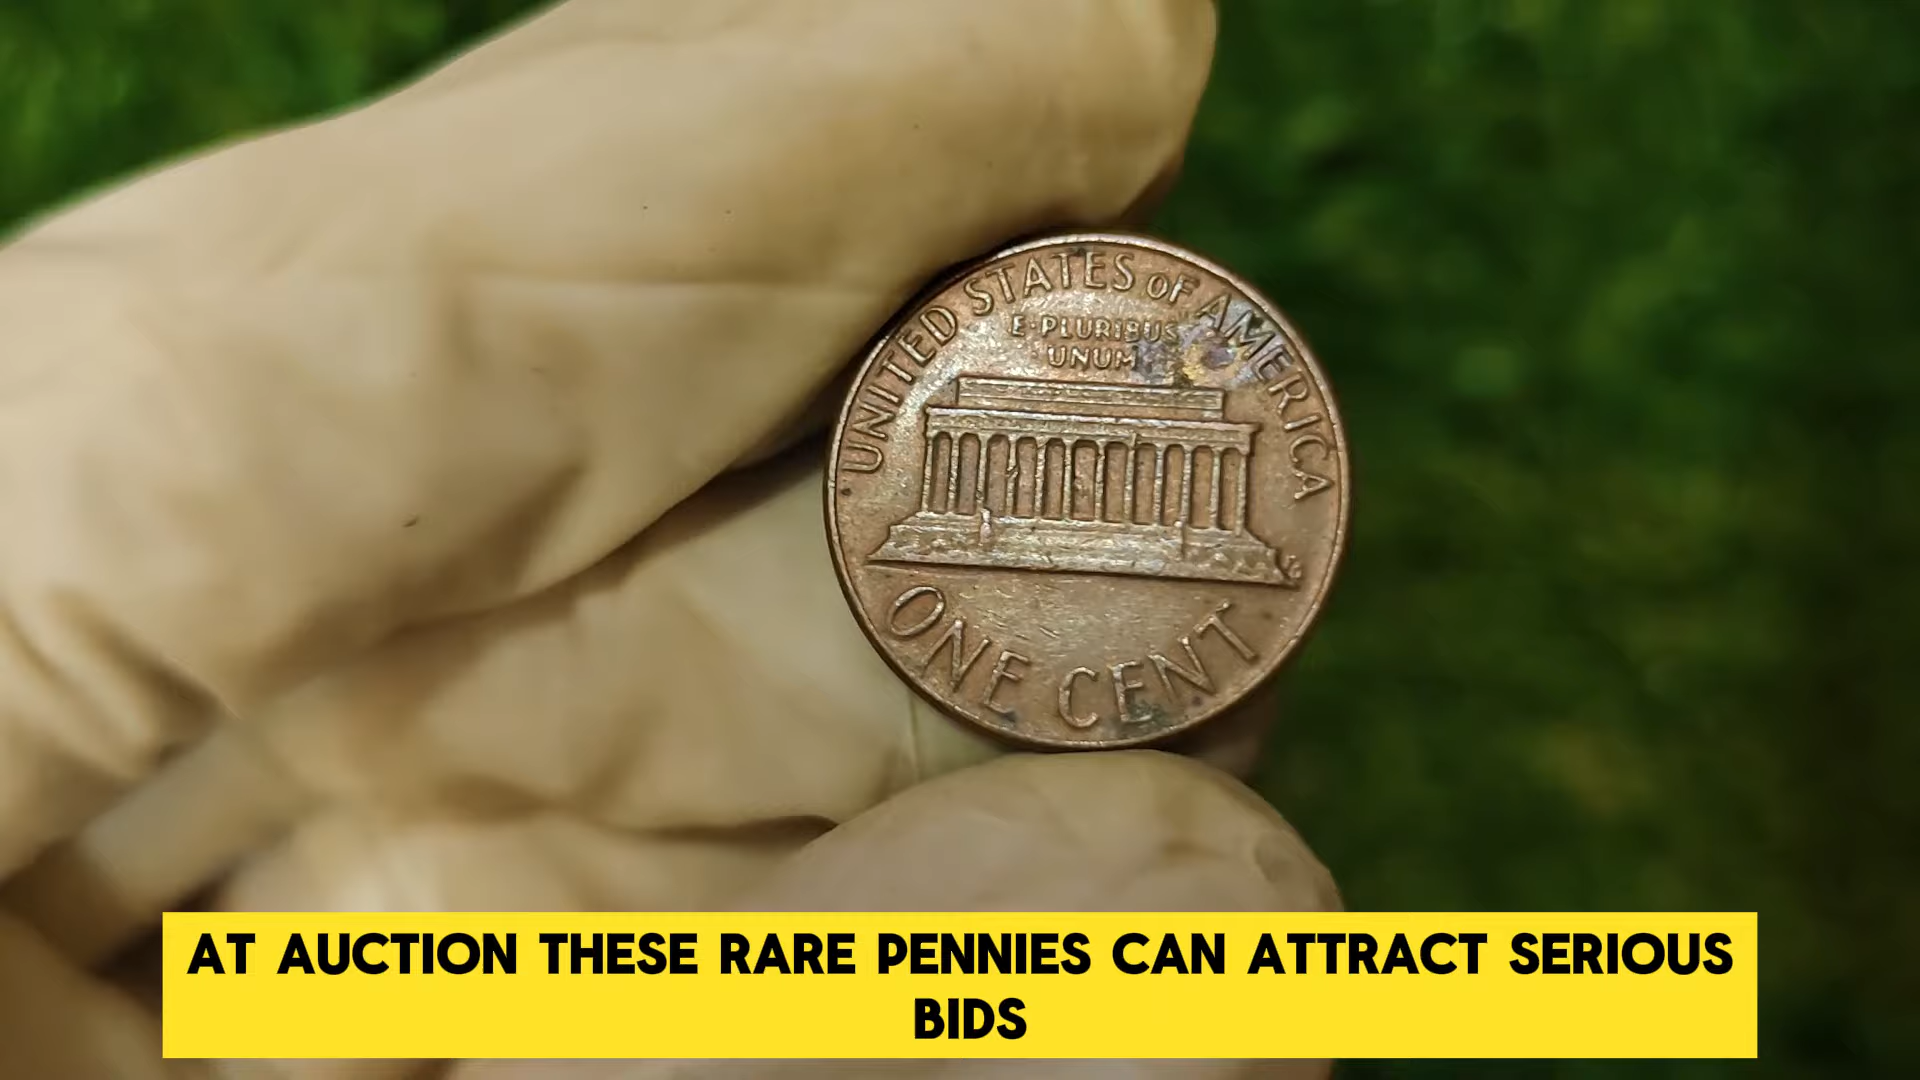 UNITED STATES OF AMERICA
E·PLURIBUS
UNUM
ONE CENT
AT AUCTION THESE RARE PENNIES CAN ATTRACT SERIOUS
BIDS